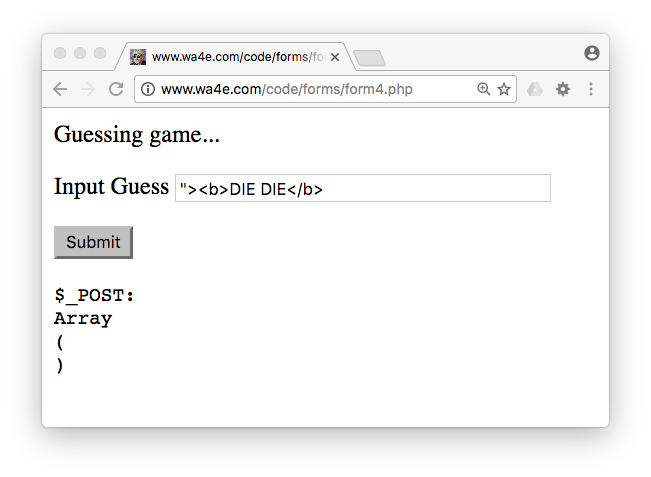 www.wa4e.com/code/forms/fo
www.wa4e.com/code/forms/form4.php
Guessing game...
Input Guess "><b>DIE DIE</b>
Submit
$_POST:
Array
(
)